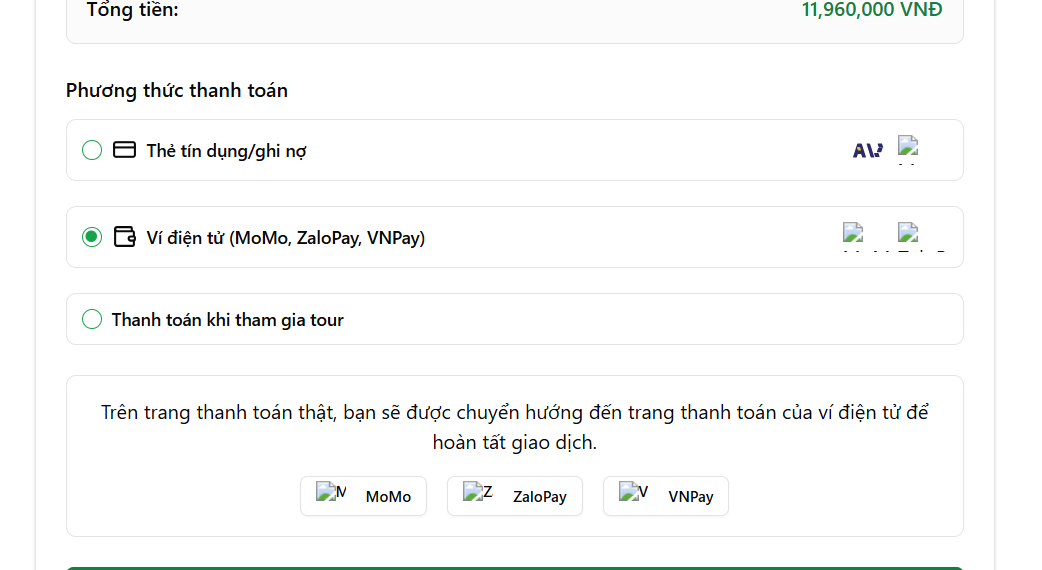 Tổng tiền: 11,960,000 VNĐ
Phương thức thanh toán
Thẻ tín dụng/ghi nợ
Ví điện tử (MoMo, ZaloPay, VNPay)
Thanh toán khi tham gia tour
Trên trang thanh toán thật, bạn sẽ được chuyển hướng đến trang thanh toán của ví điện tử để
hoàn tất giao dịch.
MoMo ZaloPay VNPay